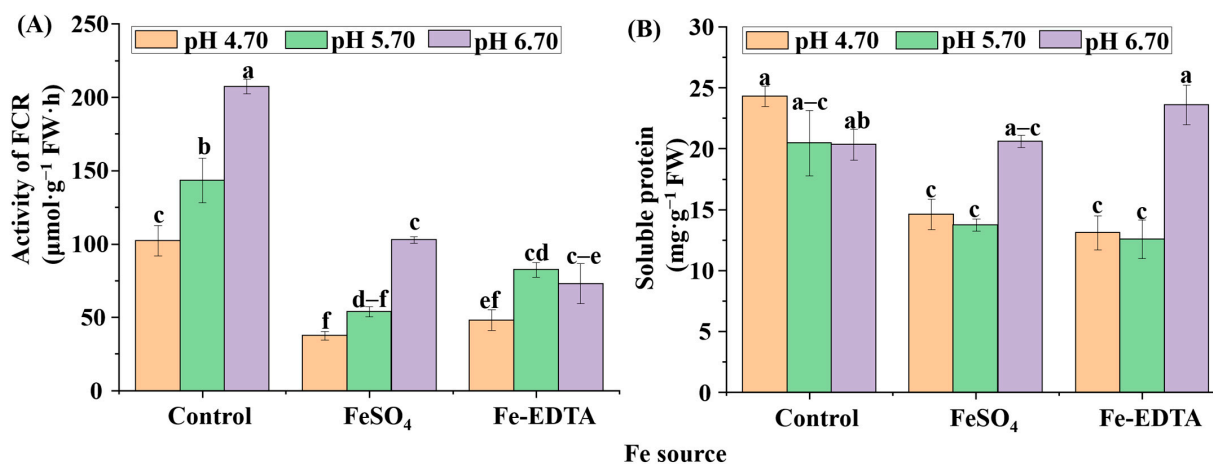 (A)
250
200
150
100
50
0
Activity of FCR
(μmol·g⁻¹ FW·h)
pH 4.70 pH 5.70 pH 6.70
c
b
a
f
d–f
c
ef
cd
c–e
Control FeSO₄ Fe-EDTA
(B)
30
25
20
15
10
5
0
Soluble protein
(mg·g⁻¹ FW)
pH 4.70 pH 5.70 pH 6.70
a
a–c
ab
c
c
a–c
c
c
a
Control FeSO₄ Fe-EDTA
Fe source